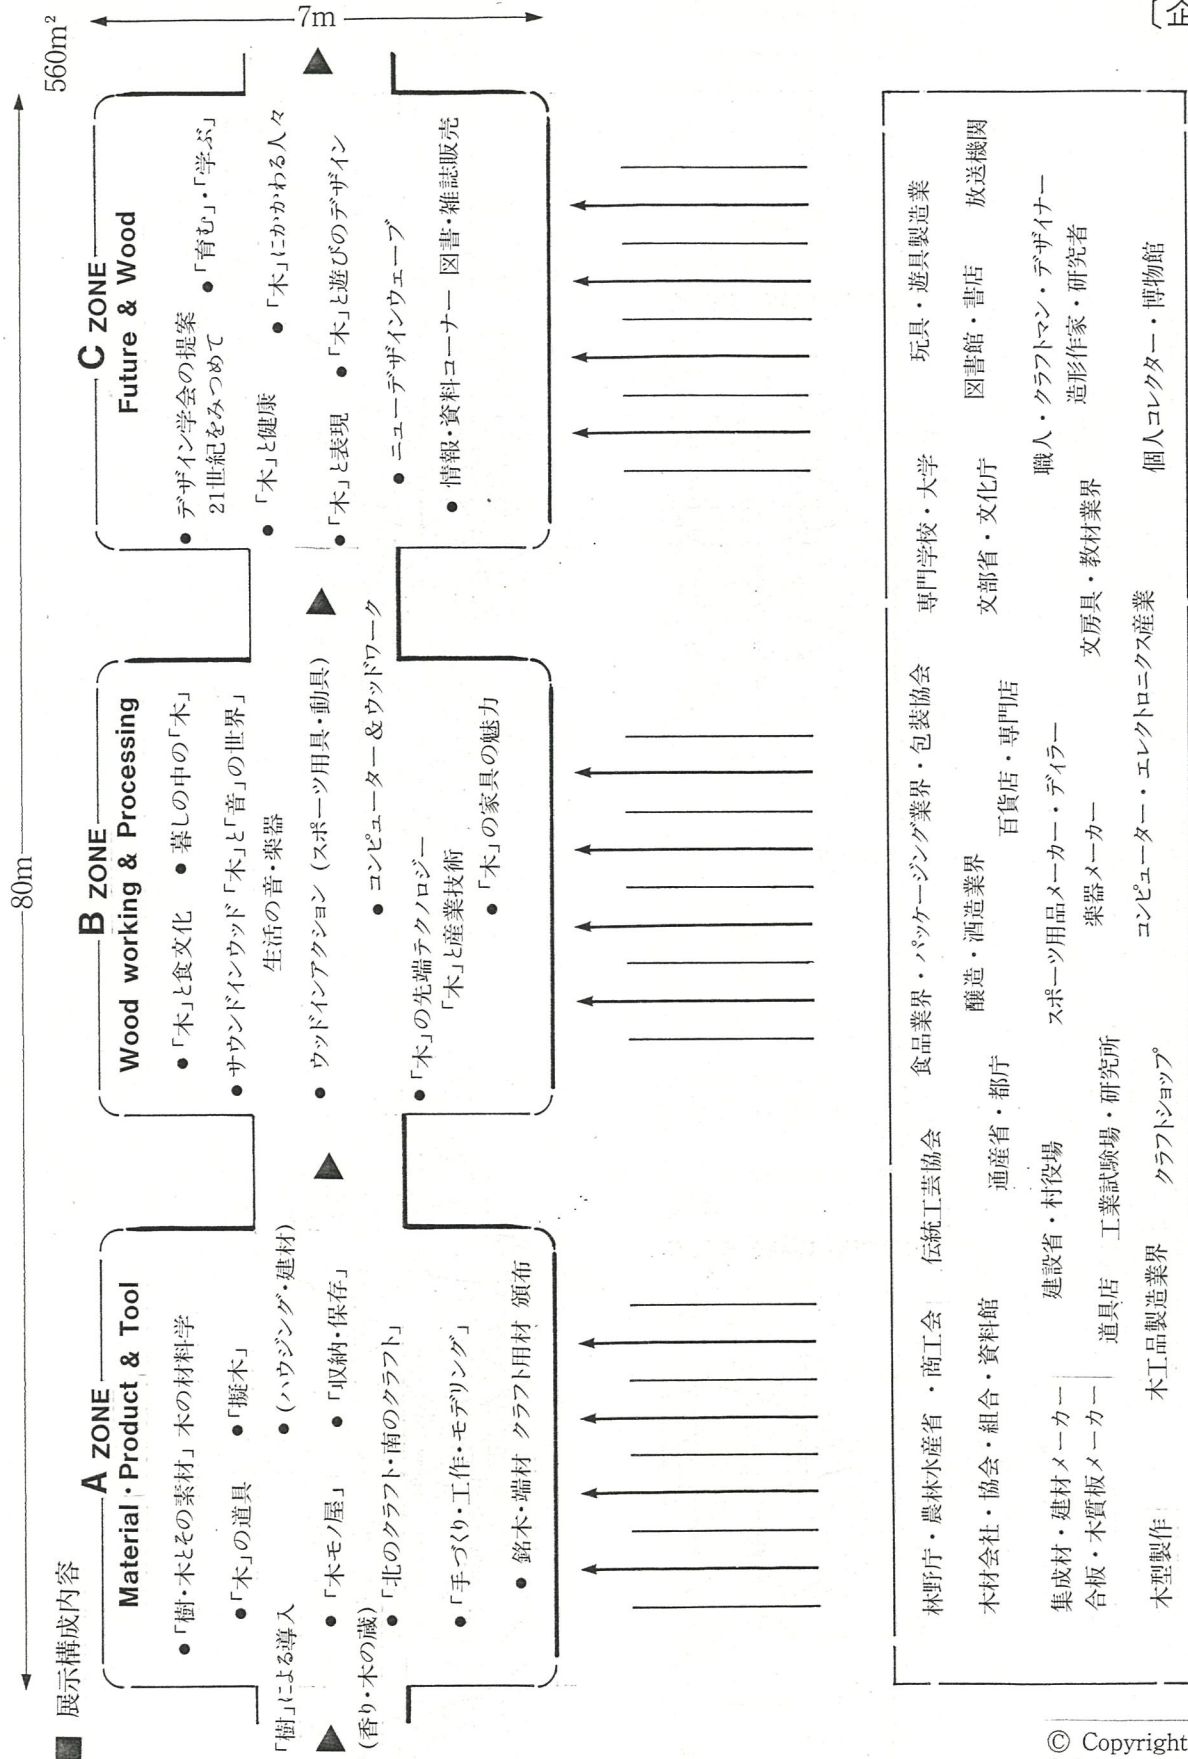 ■ 展示構成内容
80m
560m²
7m
A ZONE
Material・Product & Tool
●「樹・木とその素材」木の材料学
●「木」の道具 ●「擬木」
「樹」による導入
●(ハウジング・建材)
●「木モノ屋」 ●「収納・保存」
(香り・木の蔵)
●「北のクラフト・南のクラフト」
●「手づくり・工作・モデリング」
● 銘木・端材 クラフト用材 頒布
B ZONE
Wood working & Processing
●「木」と食文化 ●暮しの中の「木」
●サウンドインウッド「木」と「音」の世界」
生活の音・楽器
● ウッドインアクション (スポーツ用具・動具)
● コンピューター&ウッドワーク
●「木」の先端テクノロジー
「木」と産業技術
●「木」の家具の魅力
C ZONE
Future & Wood
● デザイン学会の提案
21世紀をみつめて
●「育む」・「学ぶ」
● 「木」と健康
● 「木」にかかわる人々
●「木」と表現 ●「木」と遊びのデザイン
● ニューデザインウェーブ
● 情報・資料コーナー 図書・雑誌販売
林野庁・農林水産省・商工会 伝統工芸協会 食品業界・パッケージング業界・包装協会 専門学校・大学 玩具・遊具製造業
木材会社・協会・組合・資料館 通産省・都庁 醸造・酒造業界 百貨店・専門店 文部省・文化庁 図書館・書店 放送機関
集成材・建材メーカー 建設省・村役場 スポーツ用品メーカー・ディラー 職人・クラフトマン・デザイナー
合板・木質板メーカー 道具店 工業試験場・研究所 楽器メーカー 文房具・教材業界 造形作家・研究者
木型製作 木工品製造業界 クラフトショップ コンピューター・エレクトロニクス産業 個人コレクター・博物館
〔企
© Copyright